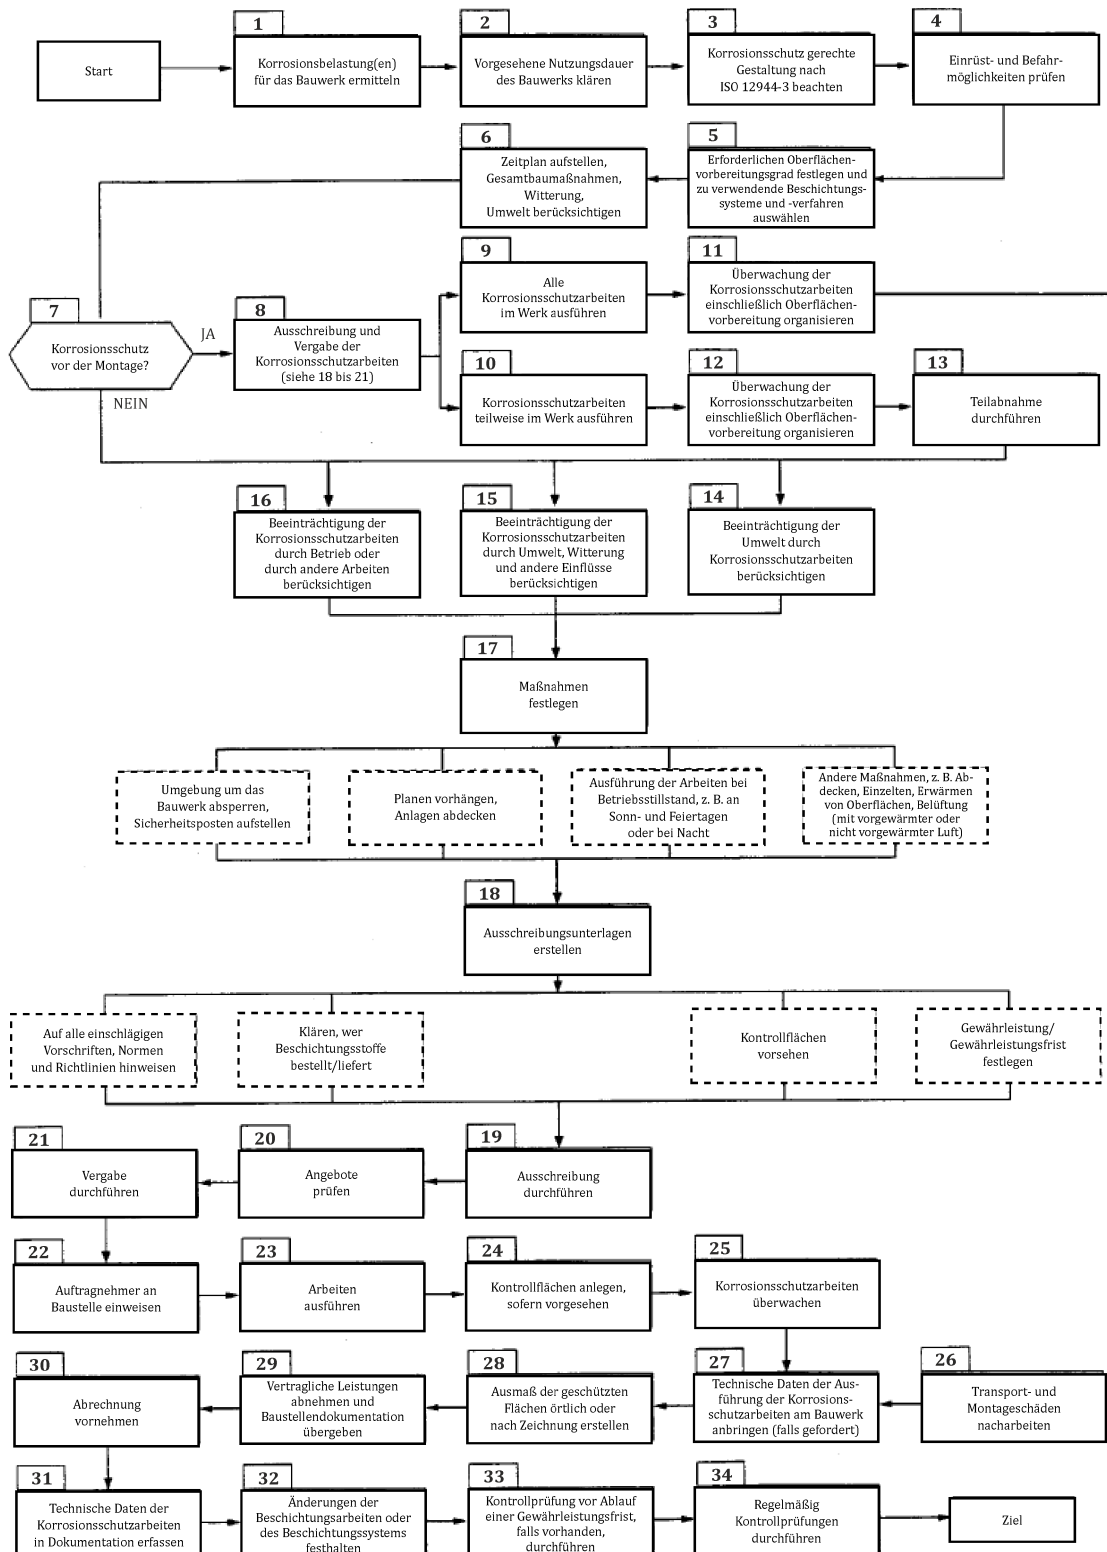 Start
1
Korrosionsbelastung(en)
für das Bauwerk ermitteln
2
Vorgesehene Nutzungsdauer
des Bauwerks klären
3
Korrosionsschutz gerechte
Gestaltung nach
ISO 12944-3 beachten
4
Einrüst- und Befahr-
möglichkeiten prüfen
5
Erforderlichen Oberflächen-
vorbereitungsgrad festlegen und
zu verwendende Beschichtungs-
systeme und -verfahren
auswählen
6
Zeitplan aufstellen,
Gesamtbaumaßnahmen,
Witterung,
Umwelt berücksichtigen
7
Korrosionsschutz
vor der Montage?
JA
NEIN
8
Ausschreibung und
Vergabe der
Korrosionsschutzarbeiten
(siehe 18 bis 21)
9
Alle
Korrosionsschutzarbeiten
im Werk ausführen
11
Überwachung der
Korrosionsschutzarbeiten
einschließlich Oberflächen-
vorbereitung organisieren
10
Korrosionsschutzarbeiten
teilweise im Werk ausführen
12
Überwachung der
Korrosionsschutzarbeiten
einschließlich Oberflächen-
vorbereitung organisieren
13
Teilabnahme
durchführen
16
Beeinträchtigung der
Korrosionsschutzarbeiten
durch Betrieb oder
durch andere Arbeiten
berücksichtigen
15
Beeinträchtigung der
Korrosionsschutzarbeiten
durch Umwelt, Witterung
und andere Einflüsse
berücksichtigen
14
Beeinträchtigung der
Umwelt durch
Korrosionsschutzarbeiten
berücksichtigen
17
Maßnahmen
festlegen
Umgebung um das
Bauwerk absperren,
Sicherheitsposten aufstellen
Planen vorhängen,
Anlagen abdecken
Ausführung der Arbeiten bei
Betriebsstillstand, z. B. an
Sonn- und Feiertagen
oder bei Nacht
Andere Maßnahmen, z. B. Ab-
decken, Einzelten, Erwärmen
von Oberflächen, Belüftung
(mit vorgewärmter oder
nicht vorgewärmter Luft)
18
Ausschreibungsunterlagen
erstellen
Auf alle einschlägigen
Vorschriften, Normen
und Richtlinien hinweisen
Klären, wer
Beschichtungsstoffe
bestellt/liefert
Kontrollflächen
vorsehen
Gewährleistung/
Gewährleistungsfrist
festlegen
21
Vergabe
durchführen
20
Angebote
prüfen
19
Ausschreibung
durchführen
22
Auftragnehmer an
Baustelle einweisen
23
Arbeiten
ausführen
24
Kontrollflächen anlegen,
sofern vorgesehen
25
Korrosionsschutzarbeiten
überwachen
30
Abrechnung
vornehmen
29
Vertragliche Leistungen
abnehmen und
Baustellendokumentation
übergeben
28
Ausmaß der geschützten
Flächen örtlich oder
nach Zeichnung erstellen
27
Technische Daten der Aus-
führung der Korrosions-
schutzarbeiten am Bauwerk
anbringen (falls gefordert)
26
Transport- und
Montageschäden
nacharbeiten
31
Technische Daten der
Korrosionsschutzarbeiten
in Dokumentation erfassen
32
Änderungen der
Beschichtungsarbeiten oder
des Beschichtungssystems
festhalten
33
Kontrollprüfung vor Ablauf
einer Gewährleistungsfrist,
falls vorhanden,
durchführen
34
Regelmäßig
Kontrollprüfungen
durchführen
Ziel